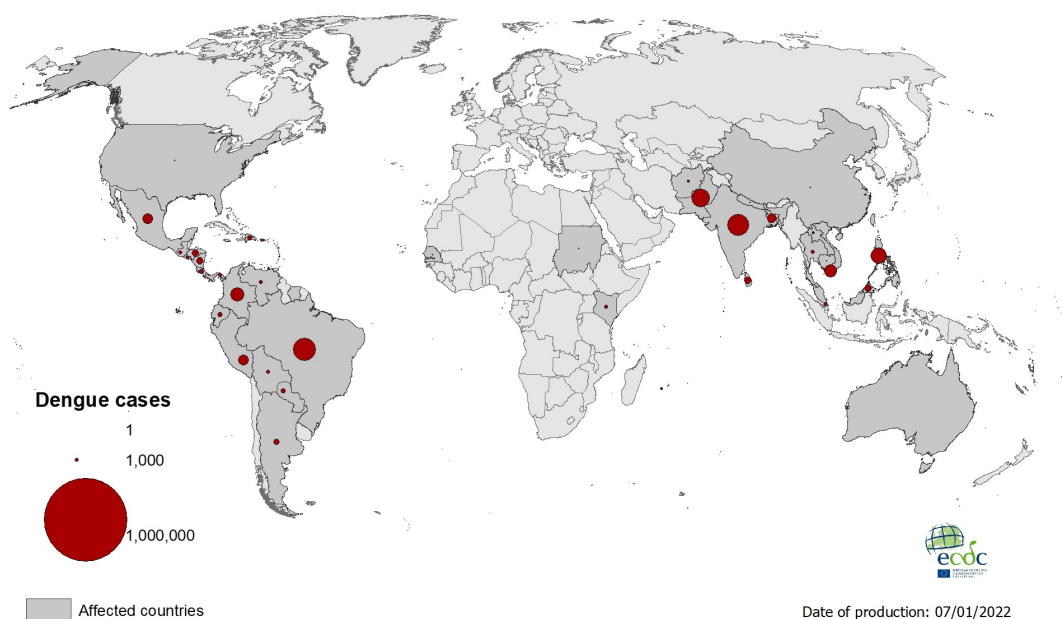 Dengue cases
1
1,000
1,000,000
Affected countries
ecdc
Date of production: 07/01/2022